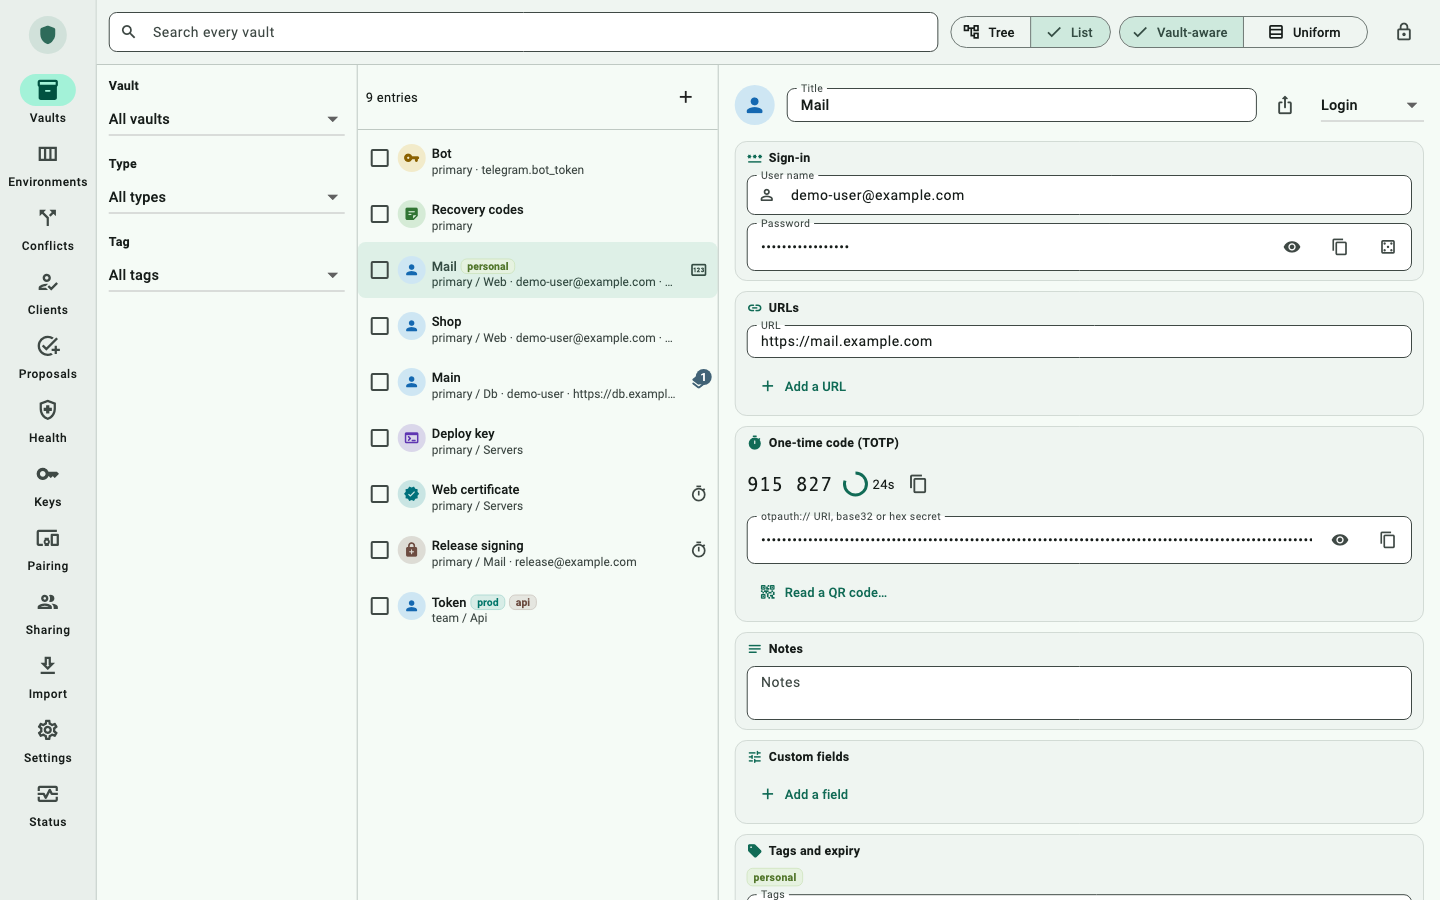 Search every vault
Tree
List
Vault-aware
Uniform
Vaults
Environments
Conflicts
Clients
Proposals
Health
Keys
Pairing
Sharing
Import
Settings
Status
Vault
All vaults
Type
All types
Tag
All tags
9 entries
Bot
primary · telegram.bot_token
Recovery codes
primary
Mail personal
primary / Web · demo-user@example.com · …
123
Shop
primary / Web · demo-user@example.com · …
Main
primary / Db · demo-user · https://db.exampl…
1
Deploy key
primary / Servers
Web certificate
primary / Servers
Release signing
primary / Mail · release@example.com
Token prod api
team / Api
Title
Mail
Login
Sign-in
User name
demo-user@example.com
Password
•••••••••••••••••
URLs
URL
https://mail.example.com
Add a URL
One-time code (TOTP)
915 827 24s
otpauth:// URI, base32 or hex secret
Read a QR code…
Notes
Notes
Custom fields
Add a field
Tags and expiry
personal
Tags